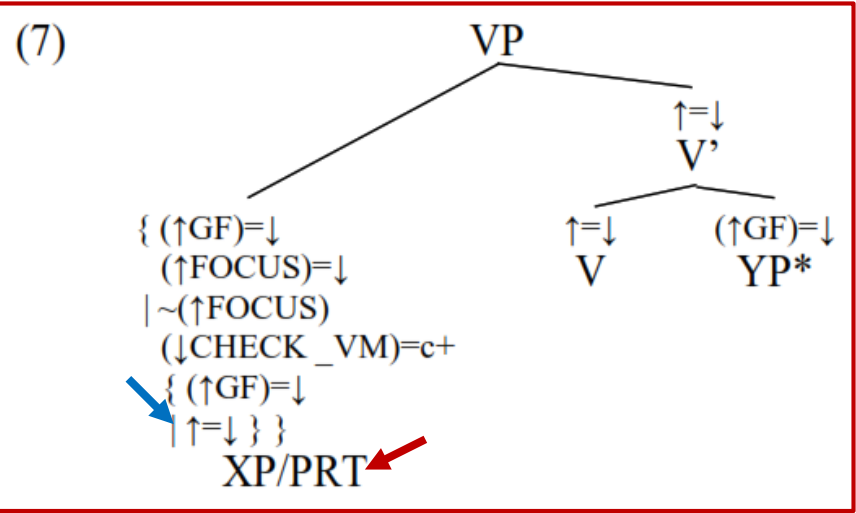 (7) VP
↑=↓
V’
{ (↑GF)=↓ ↑=↓ (↑GF)=↓
(↑FOCUS)=↓ V YP*
| ~(↑FOCUS)
(↓CHECK _VM)=c+
{ (↑GF)=↓
| ↑=↓ } }
XP/PRT